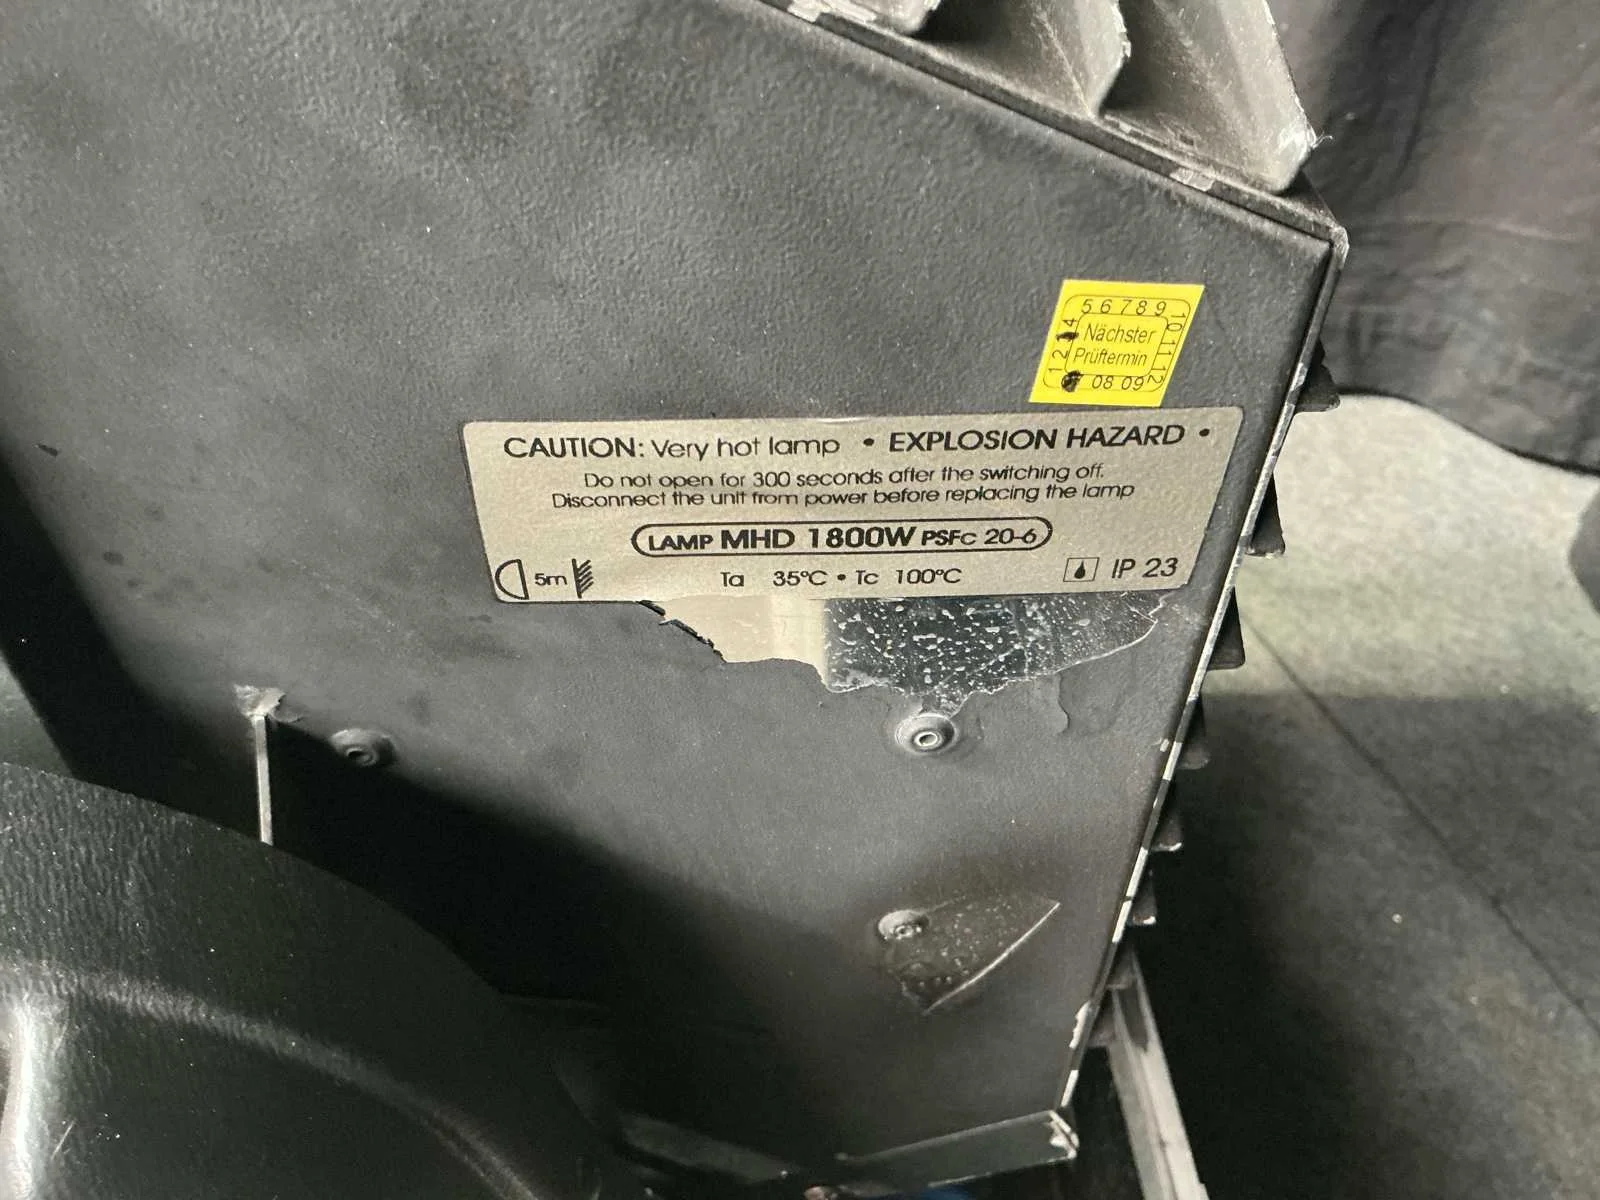 5 6 7 8 9
10 11 12
4
12
Nächster
Prüftermin
08 09
CAUTION: Very hot lamp • EXPLOSION HAZARD •
Do not open for 300 seconds after the switching off.
Disconnect the unit from power before replacing the lamp
LAMP MHD 1800W PSFC 20-6
5m Ta 35°C • Tc 100°C IP 23